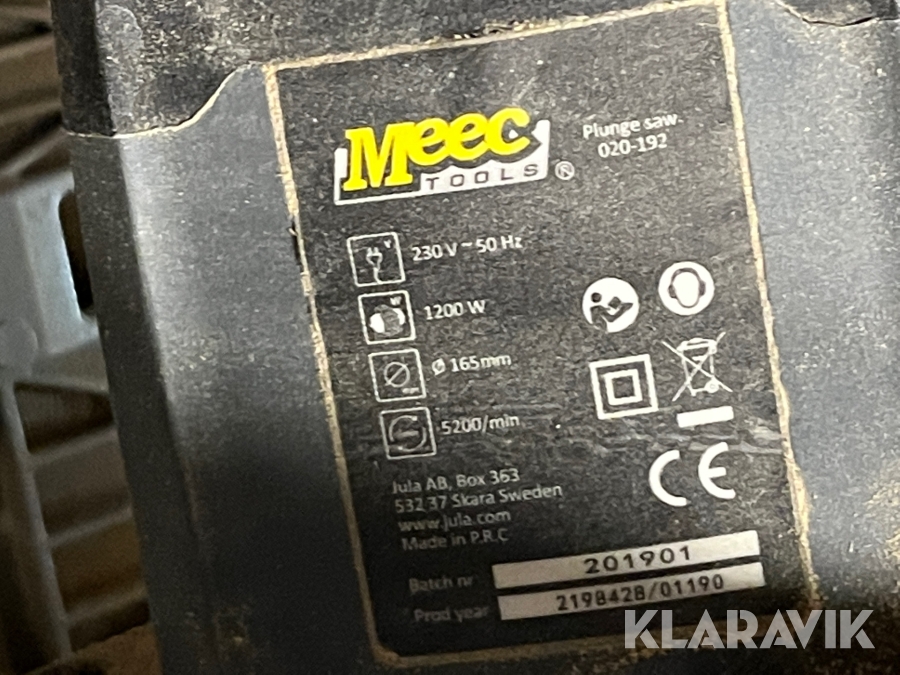 Meec
TOOLS ®
Plunge saw
020-192
230 V ~ 50 Hz
1200 W
Ø 165mm
5200/min
Jula AB, Box 363
532 37 Skara Sweden
www.jula.com
Made in P.R.C
Batch nr 201901
Prod year 2198428/01190
CE
KLARAVIK